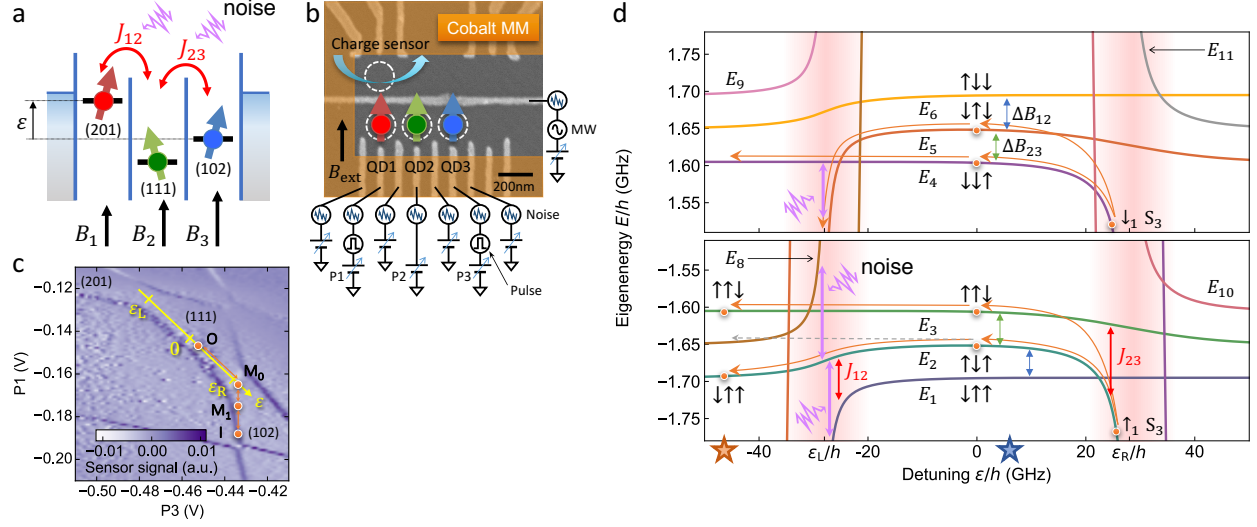 a
noise
J₁₂
J₂₃
ε
(201)
(111)
(102)
B₁
B₂
B₃
b
Cobalt MM
Charge sensor
MW
B_ext
QD1
QD2
QD3
200nm
Noise
P1
P2
P3
Pulse
c
(201)
ε_L
(111)
O
0
M₀
ε_R
ε
M₁
I
(102)
−0.01
0.00
0.01
Sensor signal (a.u.)
−0.12
−0.14
−0.16
−0.18
−0.20
P1 (V)
−0.50
−0.48
−0.46
−0.44
−0.42
P3 (V)
d
Eigenenergy E/h (GHz)
1.75
1.70
1.65
1.60
1.55
E₉
E₁₁
↑↓↓
E₆
↓↑↓
ΔB₁₂
E₅
ΔB₂₃
E₄
↓↓↑
↓₁ S₃
−1.55
−1.60
−1.65
−1.70
−1.75
E₈
noise
E₁₀
↑↑↓
↑↑↓
E₃
J₂₃
E₂
↑↓↑
J₁₂
E₁
↓↑↑
↓↑↑
↑₁ S₃
−40
ε_L/h
−20
0
20
ε_R/h
40
Detuning ε/h (GHz)